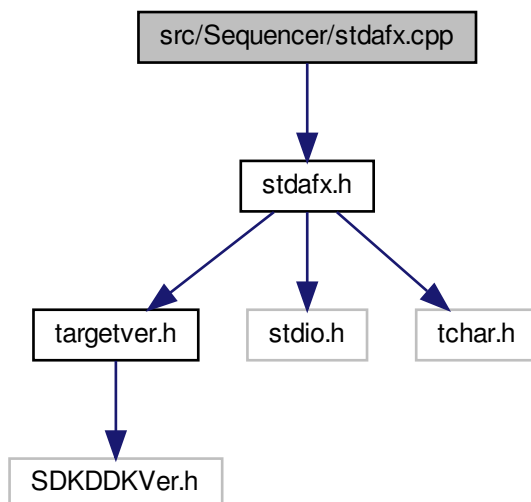 src/Sequencer/stdafx.cpp
stdafx.h
targetver.h
stdio.h
tchar.h
SDKDDKVer.h